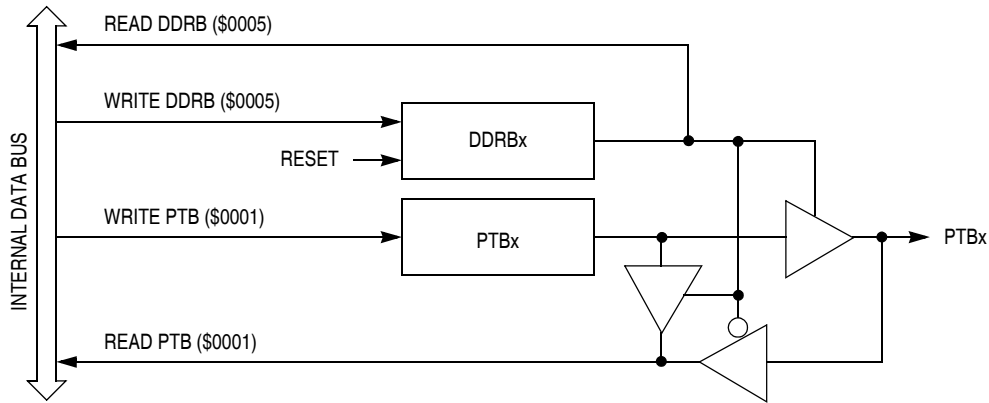 READ DDRB ($0005)
WRITE DDRB ($0005)
DDRBx
RESET
INTERNAL DATA BUS
WRITE PTB ($0001)
PTBx
PTBx
READ PTB ($0001)